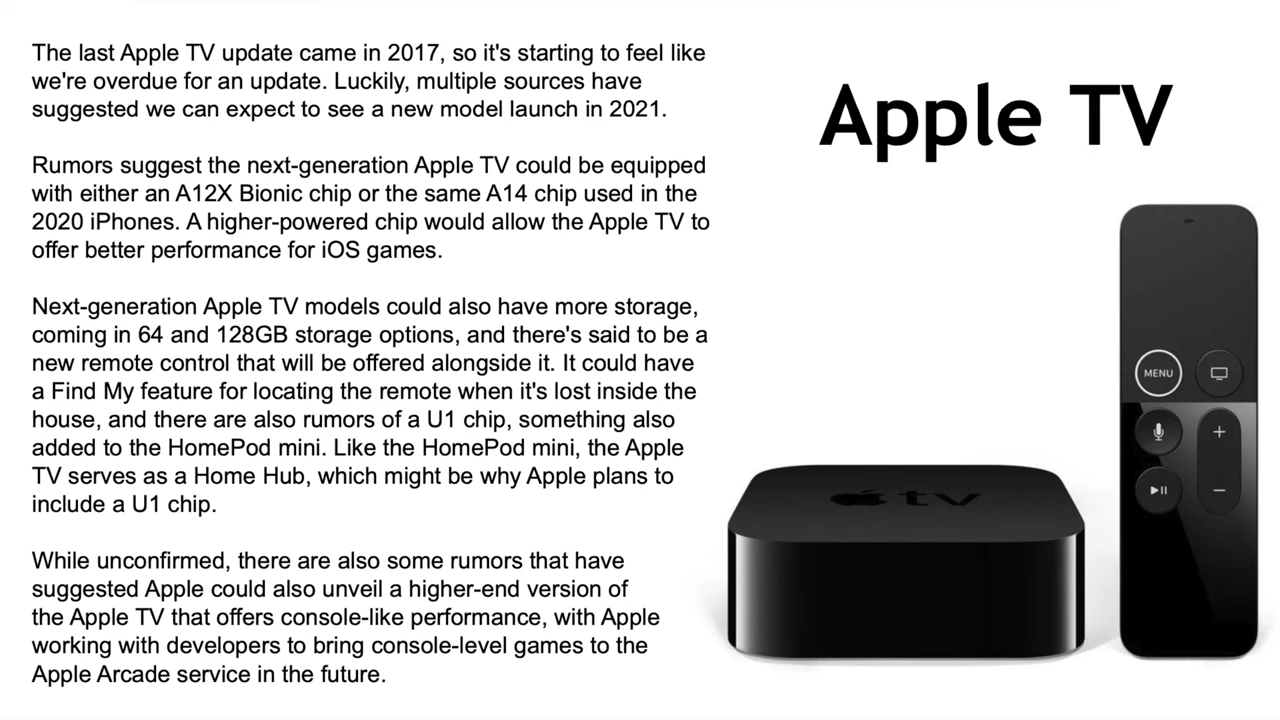 The last Apple TV update came in 2017, so it's starting to feel like
we're overdue for an update. Luckily, multiple sources have
suggested we can expect to see a new model launch in 2021.
Rumors suggest the next-generation Apple TV could be equipped
with either an A12X Bionic chip or the same A14 chip used in the
2020 iPhones. A higher-powered chip would allow the Apple TV to
offer better performance for iOS games.
Next-generation Apple TV models could also have more storage,
coming in 64 and 128GB storage options, and there's said to be a
new remote control that will be offered alongside it. It could have
a Find My feature for locating the remote when it's lost inside the
house, and there are also rumors of a U1 chip, something also
added to the HomePod mini. Like the HomePod mini, the Apple
TV serves as a Home Hub, which might be why Apple plans to
include a U1 chip.
While unconfirmed, there are also some rumors that have
suggested Apple could also unveil a higher-end version of
the Apple TV that offers console-like performance, with Apple
working with developers to bring console-level games to the
Apple Arcade service in the future.
Apple TV
MENU
+
−
tv